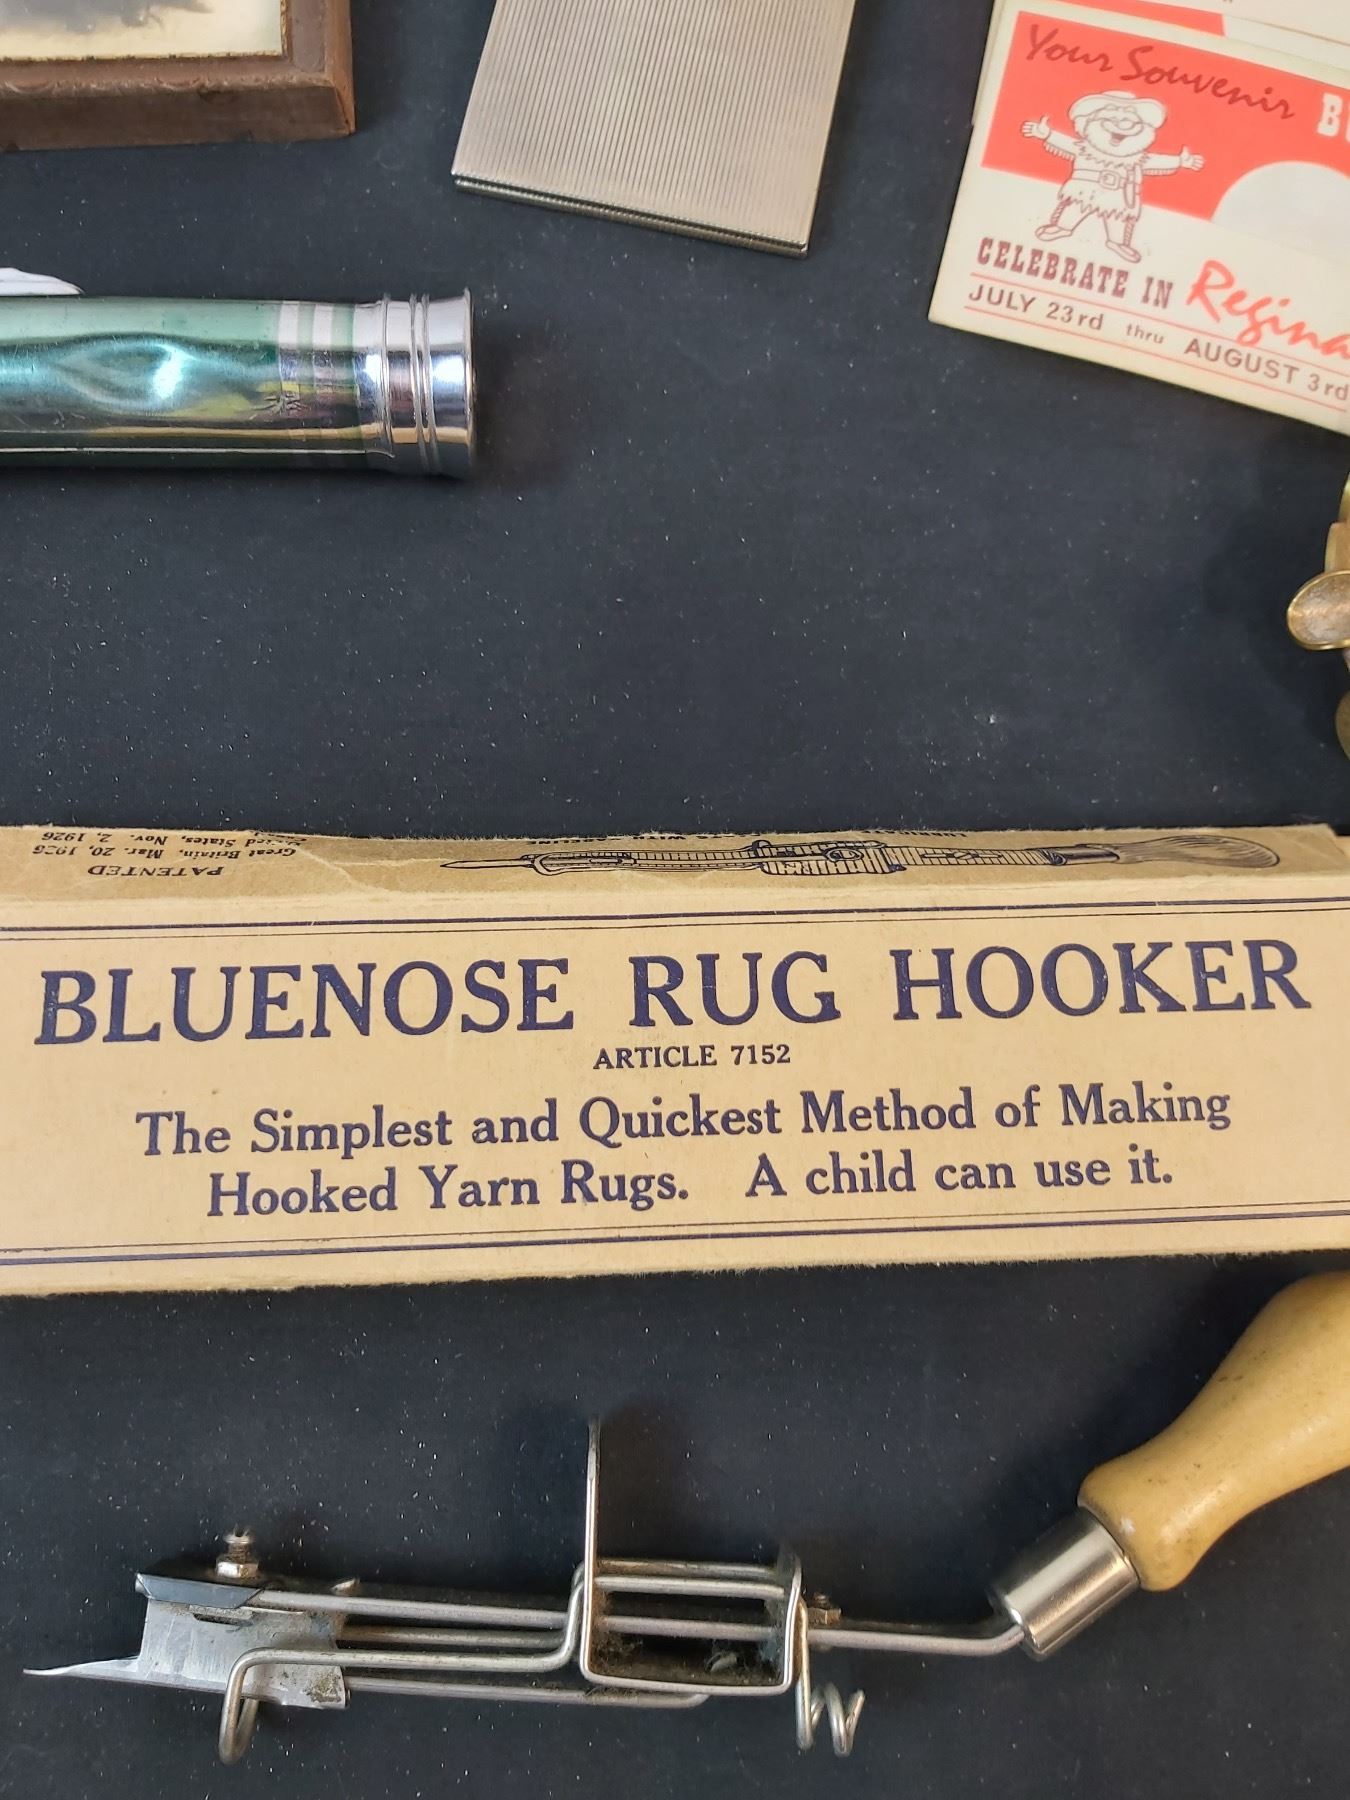 Your Souvenir
CELEBRATE IN Regina
JULY 23rd thru AUGUST 3rd
PATENTED
Great Britain, Mar. 20, 1926
United States, Nov. 2, 1926
BLUENOSE RUG HOOKER
ARTICLE 7152
The Simplest and Quickest Method of Making
Hooked Yarn Rugs. A child can use it.